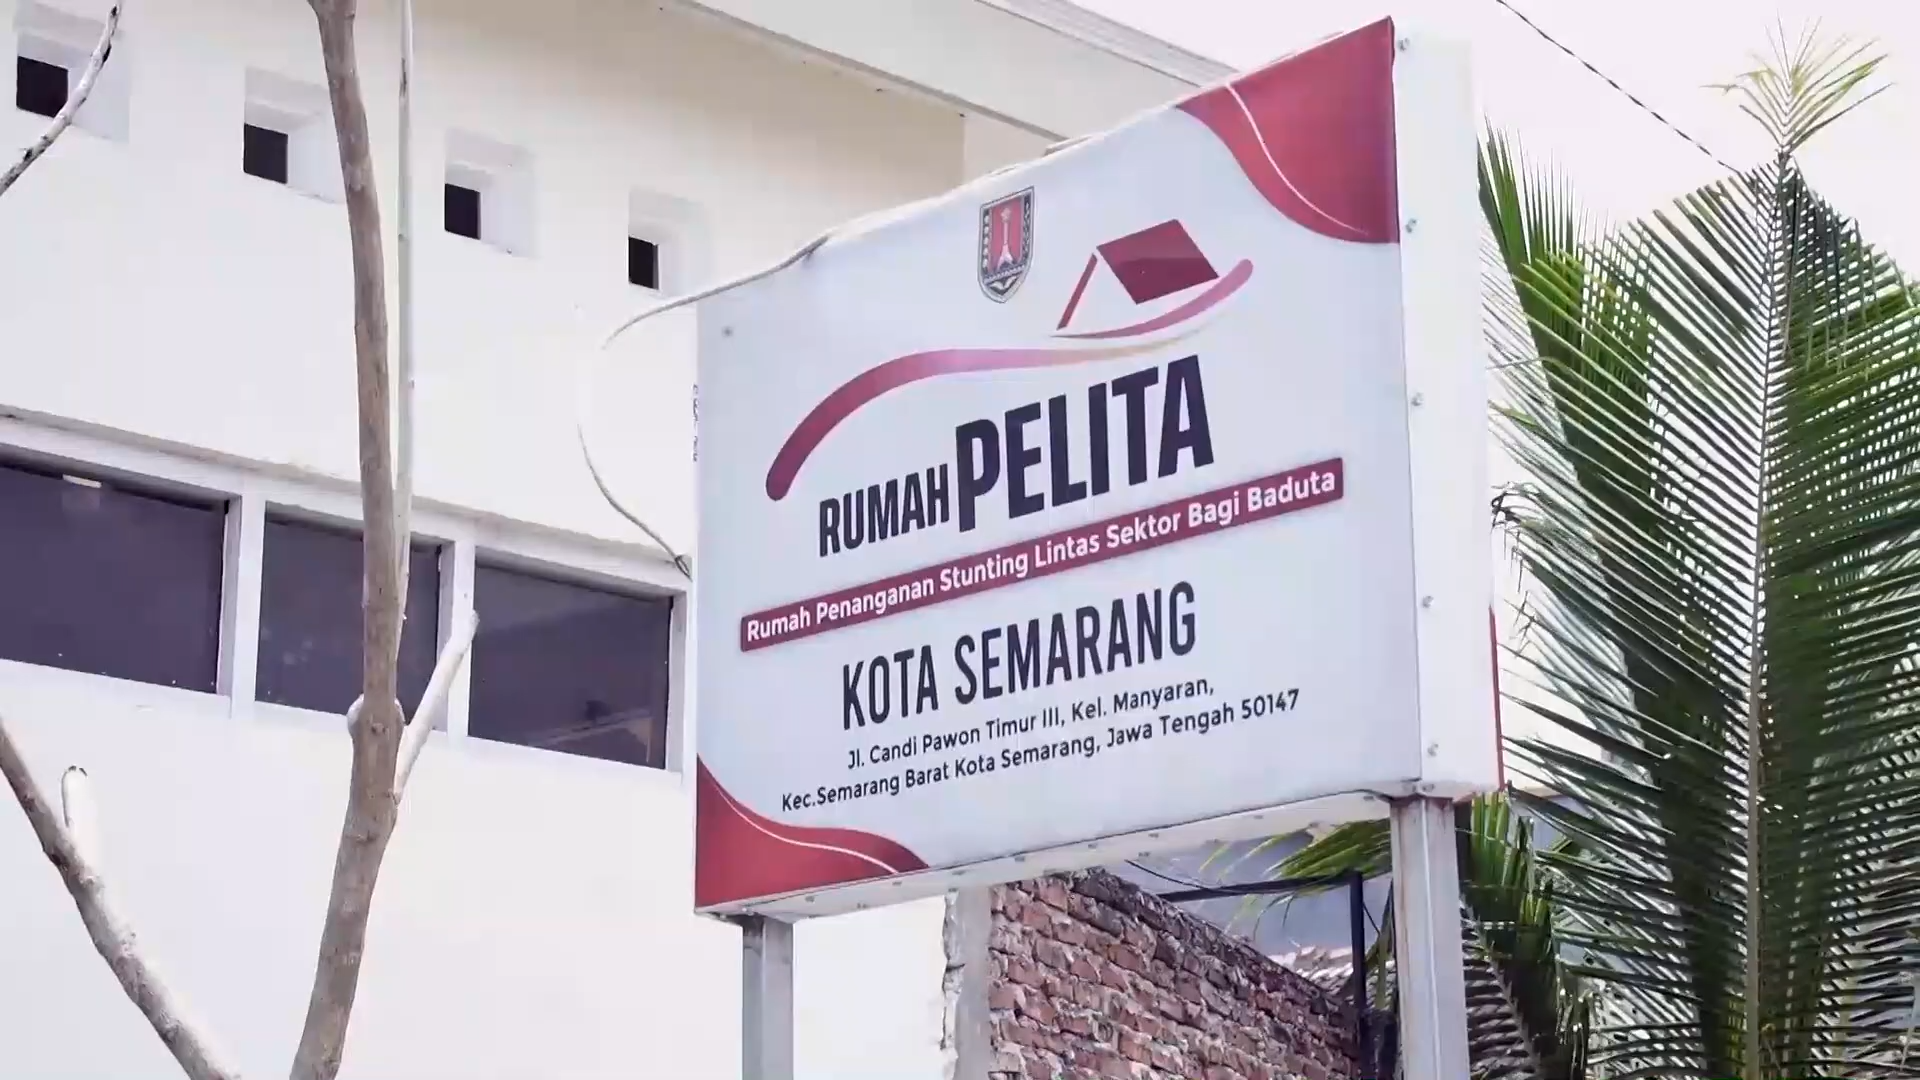 RUMAH PELITA
Rumah Penanganan Stunting Lintas Sektor Bagi Baduta
KOTA SEMARANG
Jl. Candi Pawon Timur III, Kel. Manyaran,
Kec.Semarang Barat Kota Semarang, Jawa Tengah 50147